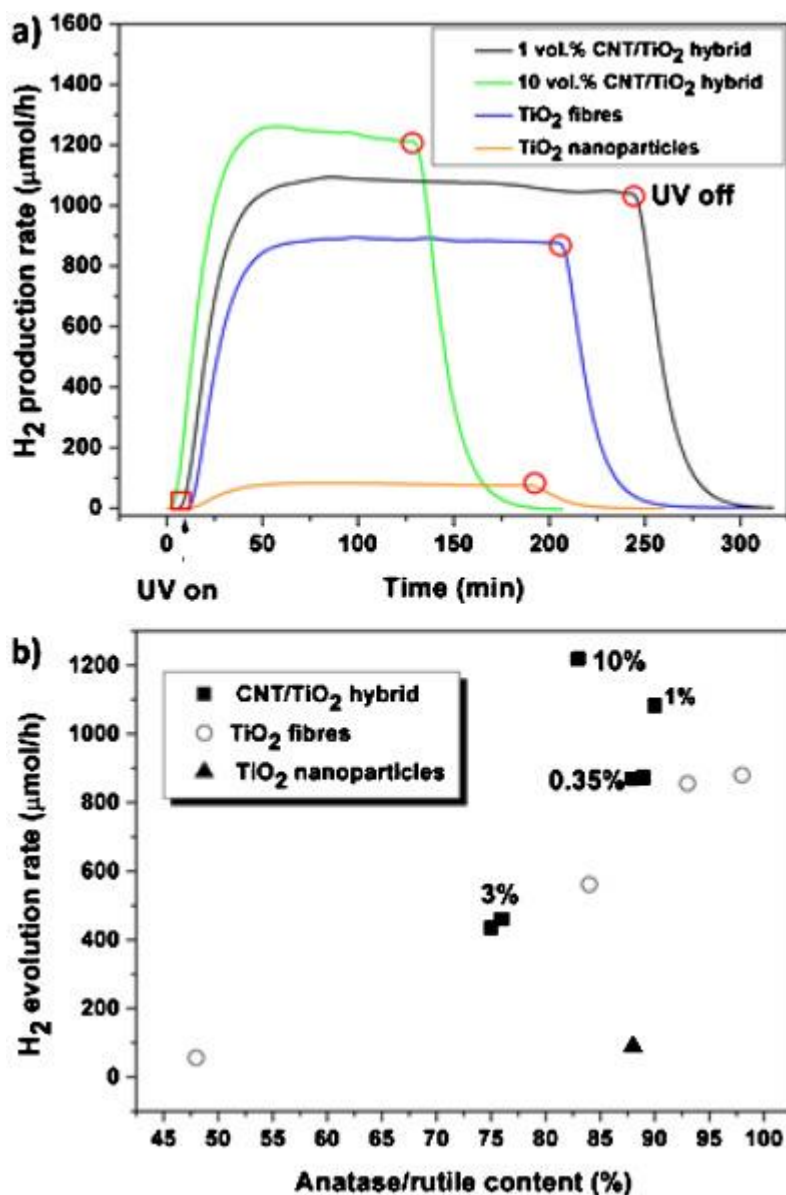 a)
1600
1400
1200
1000
800
600
400
200
0
H2 production rate (μmol/h)
1 vol.% CNT/TiO2 hybrid
10 vol.% CNT/TiO2 hybrid
TiO2 fibres
TiO2 nanoparticles
UV off
0 50 100 150 200 250 300
UV on
Time (min)
b)
1200
1000
800
600
400
200
0
H2 evolution rate (μmol/h)
CNT/TiO2 hybrid
TiO2 fibres
TiO2 nanoparticles
10%
1%
0.35%
3%
45 50 55 60 65 70 75 80 85 90 95 100
Anatase/rutile content (%)